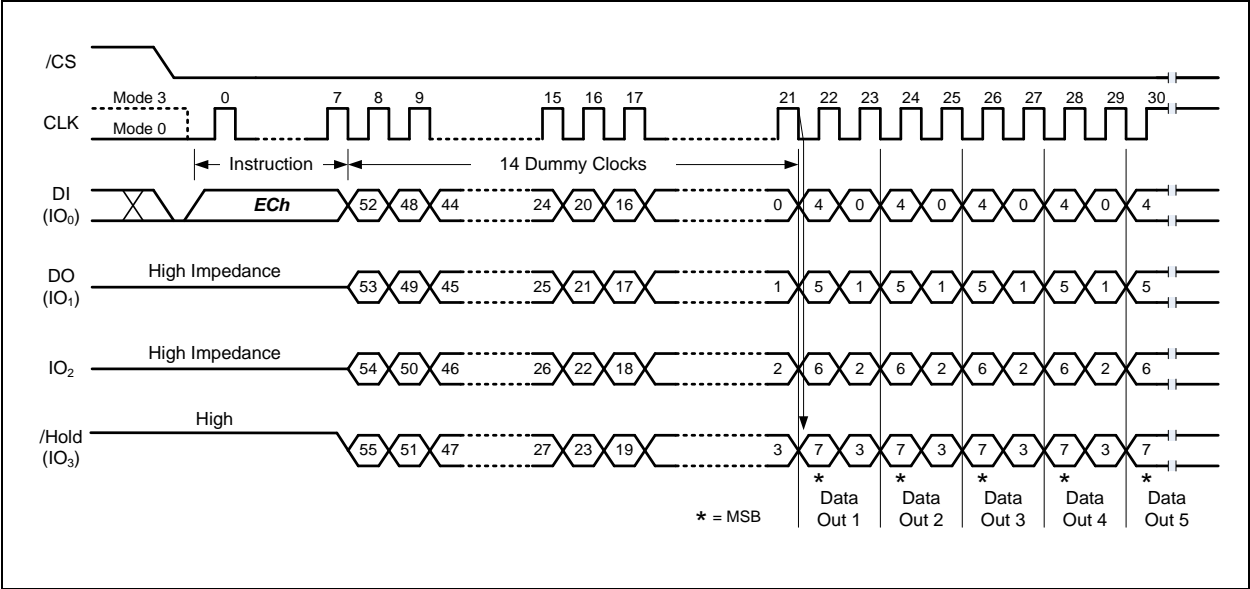 /CS
Mode 3 0 7 8 9 15 16 17 21 22 23 24 25 26 27 28 29 30
CLK
Mode 0
Instruction 14 Dummy Clocks
DI
(IO₀)
ECh 52 48 44 24 20 16 0 4 0 4 0 4 0 4 0 4
DO
(IO₁)
High Impedance 53 49 45 25 21 17 1 5 1 5 1 5 1 5 1 5
IO₂
High Impedance 54 50 46 26 22 18 2 6 2 6 2 6 2 6 2 6
/Hold
(IO₃)
High 55 51 47 27 23 19 3 7 3 7 3 7 3 7 3 7
* * * * *
* = MSB
Data Out 1
Data Out 2
Data Out 3
Data Out 4
Data Out 5